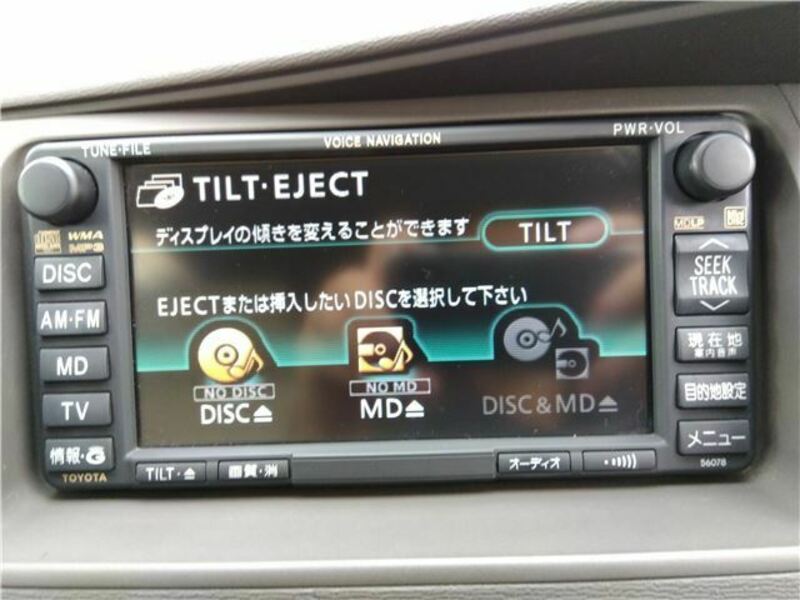 TUNE·FILE
VOICE NAVIGATION
PWR·VOL
TILT·EJECT
ディスプレイの傾きを変えることができます
TILT
EJECTまたは挿入したいDISCを選択して下さい
NO DISC
DISC⏏
NO MD
MD⏏
DISC&MD⏏
WMA
MP3
DISC
AM·FM
MD
TV
情報·G
TOYOTA
TILT·⏏
画質·消
オーディオ
MDLP
SEEK
TRACK
現在地
案内音声
目的地設定
メニュー
56078